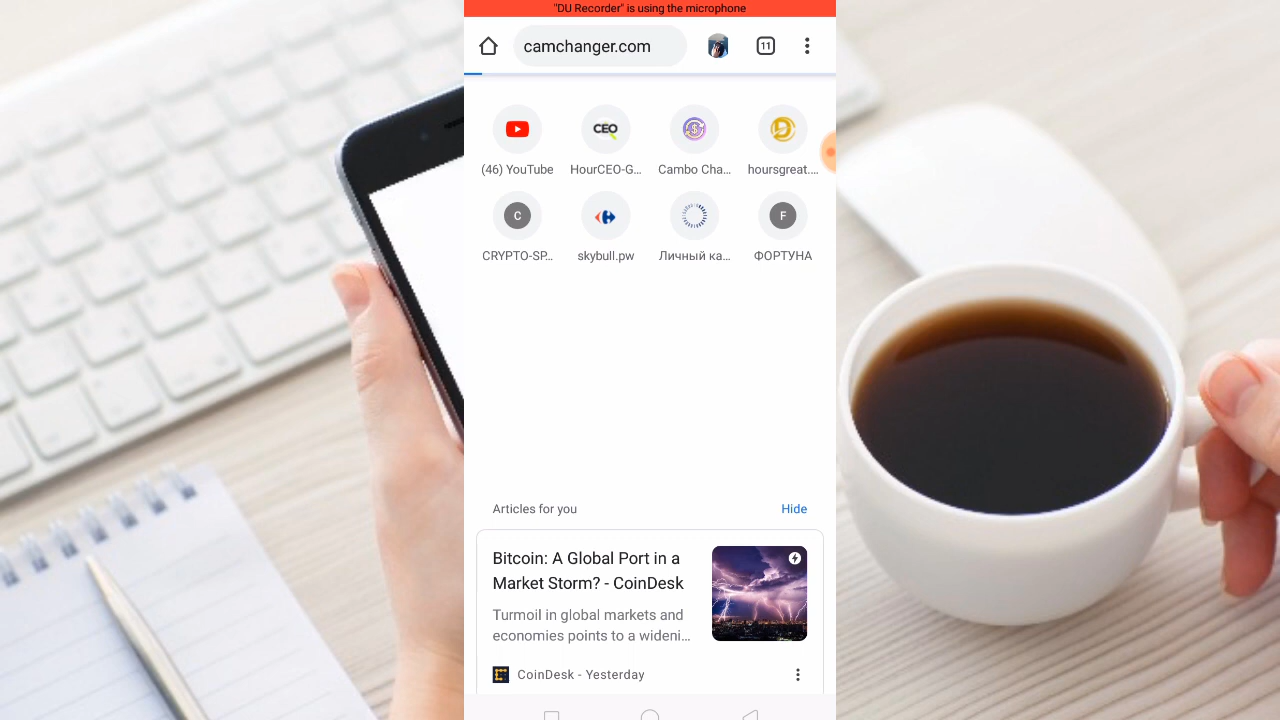 "DU Recorder" is using the microphone
camchanger.com
11
CEO
(46) YouTube
HourCEO-G...
Cambo Cha...
hoursgreat....
C
F
CRYPTO-SP...
skybull.pw
Личный ка...
ФОРТУНА
Articles for you
Hide
Bitcoin: A Global Port in a
Market Storm? - CoinDesk
Turmoil in global markets and
economies points to a wideni...
CoinDesk - Yesterday